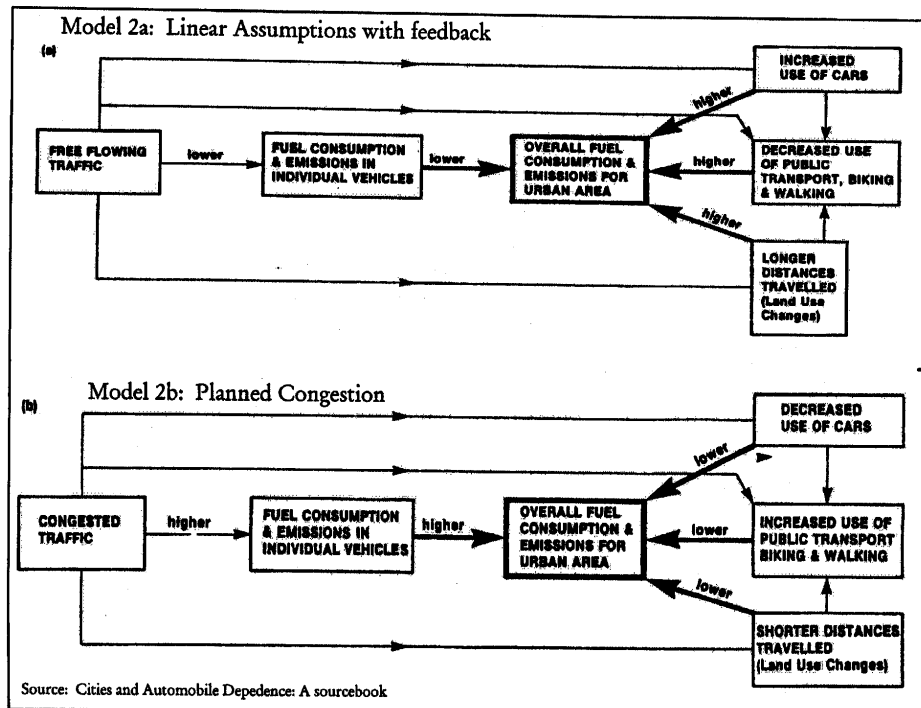 Model 2a: Linear Assumptions with feedback
(a)
INCREASED
USE OF CARS
higher
FREE FLOWING
TRAFFIC
lower
FUEL CONSUMPTION
& EMISSIONS IN
INDIVIDUAL VEHICLES
lower
OVERALL FUEL
CONSUMPTION &
EMISSIONS FOR
URBAN AREA
higher
DECREASED USE
OF PUBLIC
TRANSPORT, BIKING
& WALKING
higher
LONGER
DISTANCES
TRAVELLED
(Land Use
Changes)
Model 2b: Planned Congestion
(b)
DECREASED
USE OF CARS
lower
CONGESTED
TRAFFIC
higher
FUEL CONSUMPTION
& EMISSIONS IN
INDIVIDUAL VEHICLES
higher
OVERALL FUEL
CONSUMPTION &
EMISSIONS FOR
URBAN AREA
lower
INCREASED USE OF
PUBLIC TRANSPORT
BIKING & WALKING
lower
SHORTER DISTANCES
TRAVELLED
(Land Use Changes)
Source: Cities and Automobile Depedence: A sourcebook